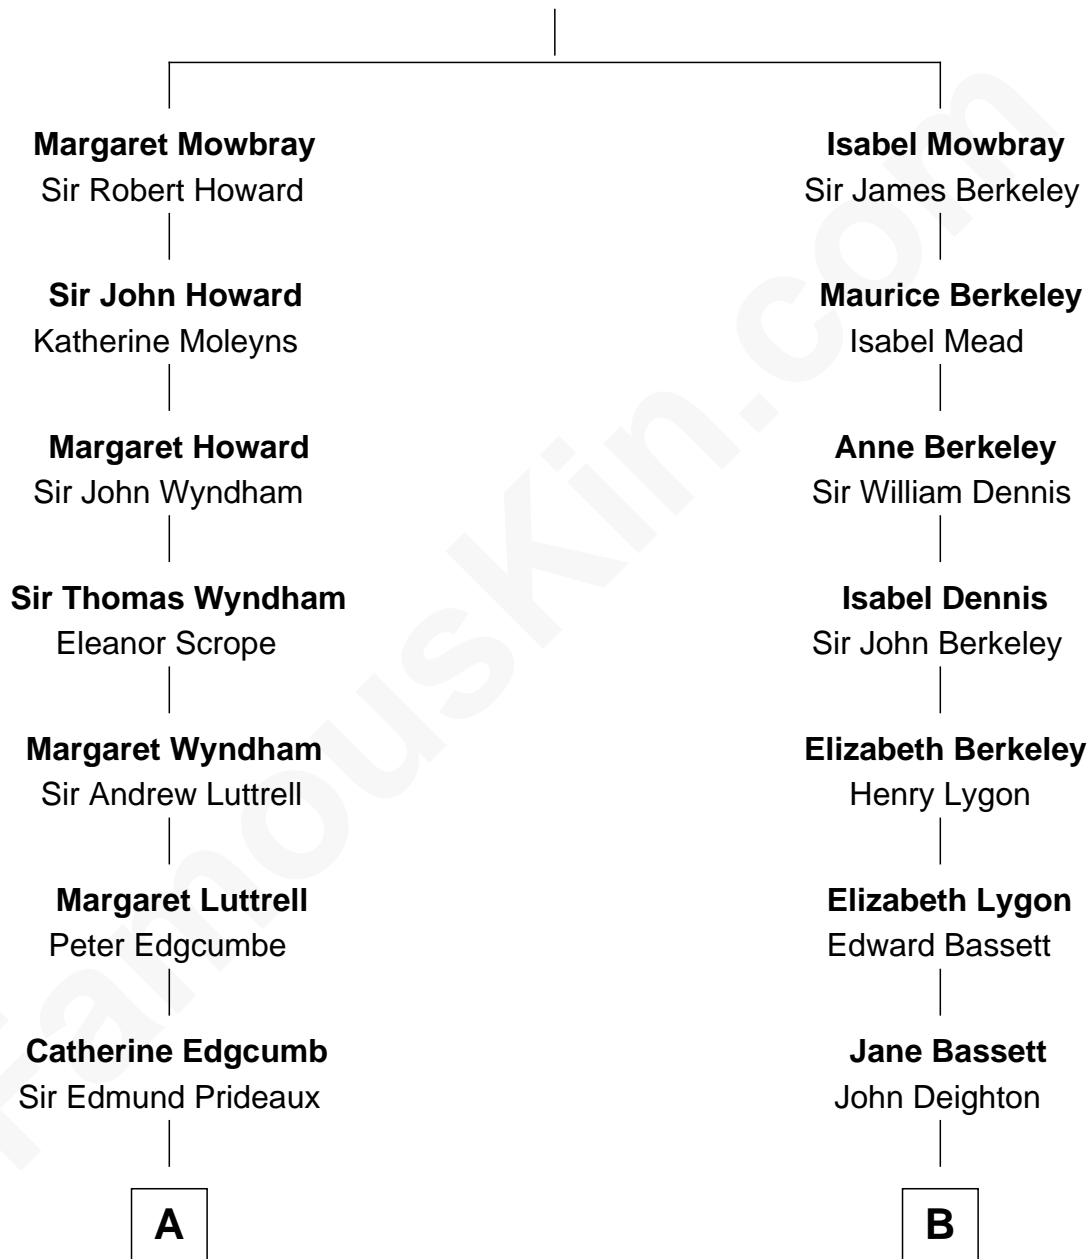 Margaret Mowbray
Sir Robert Howard
Sir John Howard
Katherine Moleyns
Margaret Howard
Sir John Wyndham
Sir Thomas Wyndham
Eleanor Scrope
Margaret Wyndham
Sir Andrew Luttrell
Margaret Luttrell
Peter Edgcumbe
Catherine Edgcumb
Sir Edmund Prideaux
A
Isabel Mowbray
Sir James Berkeley
Maurice Berkeley
Isabel Mead
Anne Berkeley
Sir William Dennis
Isabel Dennis
Sir John Berkeley
Elizabeth Berkeley
Henry Lygon
Elizabeth Lygon
Edward Bassett
Jane Bassett
John Deighton
B
FamousKin.com